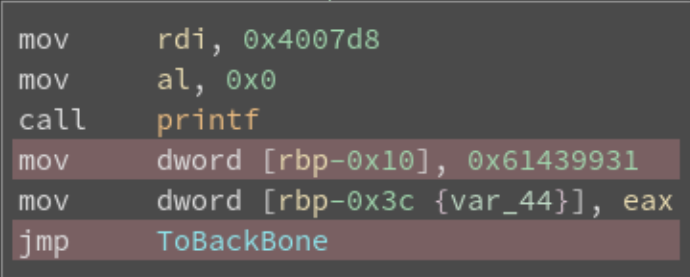 mov rdi, 0x4007d8
mov al, 0x0
call printf
mov dword [rbp-0x10], 0x61439931
mov dword [rbp-0x3c {var_44}], eax
jmp ToBackBone